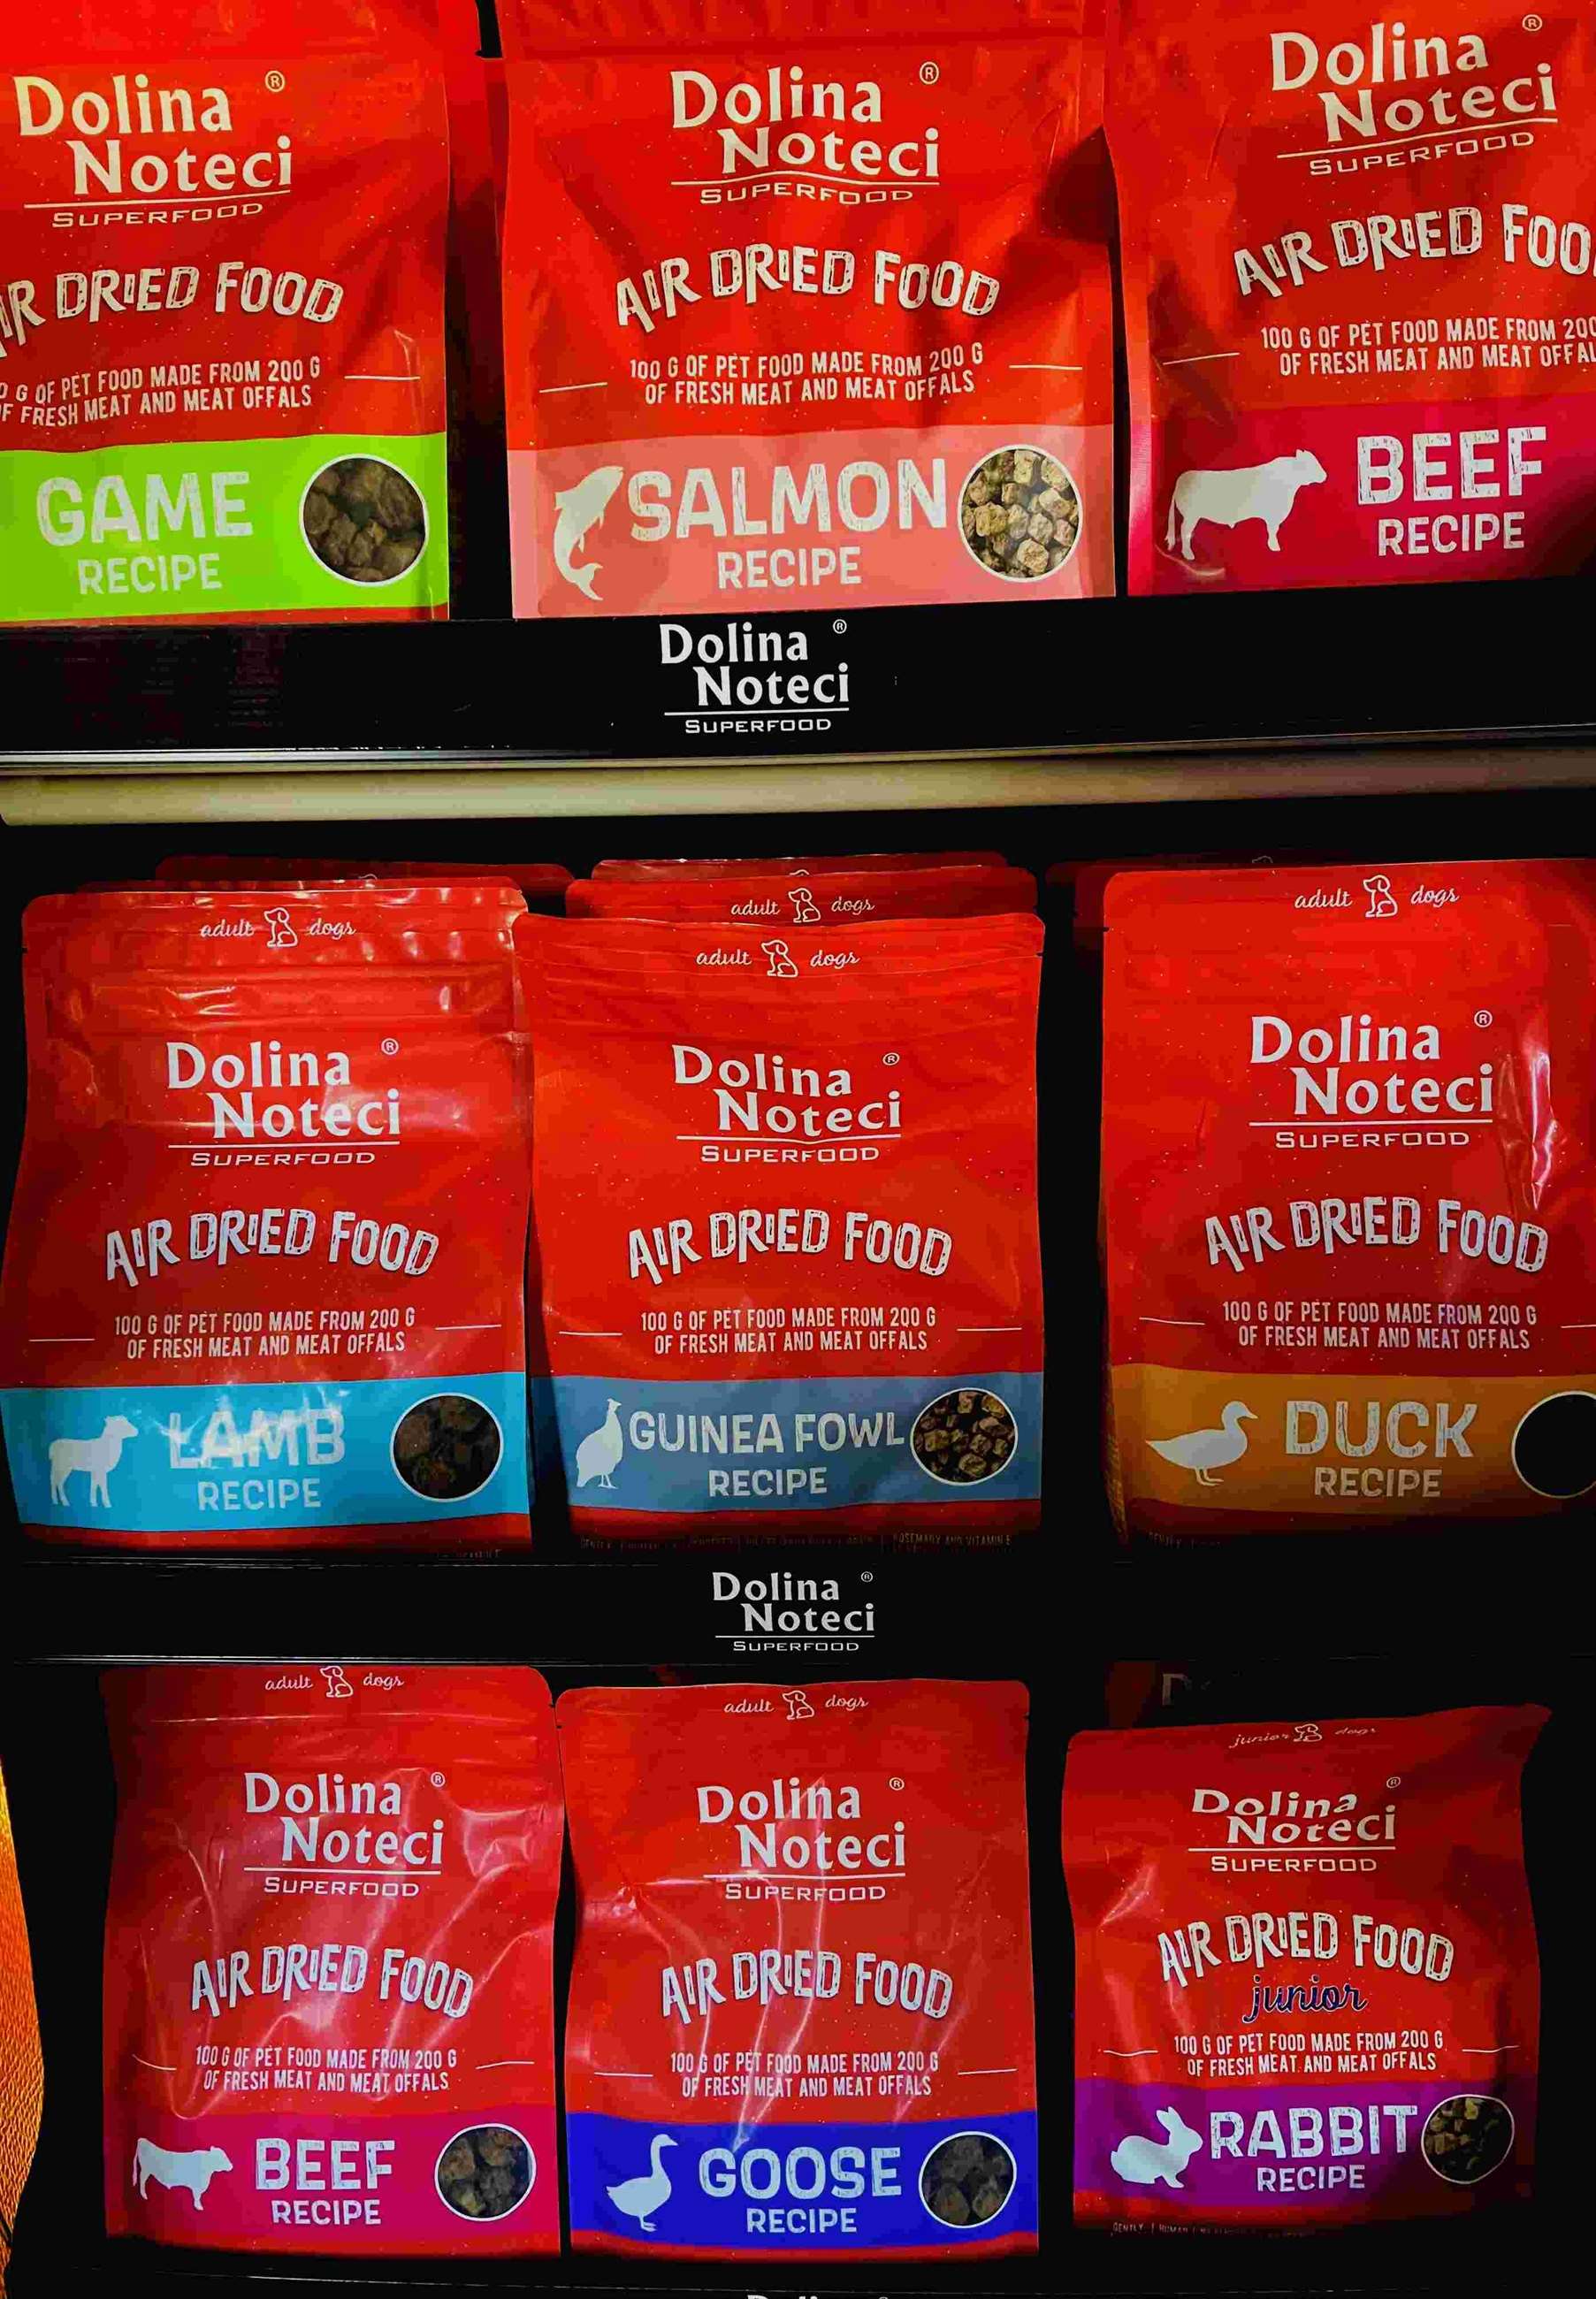 Dolina ®
Noteci
SUPERFOOD
DRIED FOOD
G OF PET FOOD MADE FROM 200 G
FRESH MEAT AND MEAT OFFALS
GAME
RECIPE
Dolina ®
Noteci
SUPERFOOD
AIR DRIED FOOD
100 G OF PET FOOD MADE FROM 200 G
OF FRESH MEAT AND MEAT OFFALS
SALMON
RECIPE
Dolina ®
Noteci
SUPERFOOD
AIR DRIED FOO
100 G OF PET FOOD MADE FROM 200
OF FRESH MEAT AND MEAT OFFAL
BEEF
RECIPE
Dolina ®
Noteci
SUPERFOOD
adult dogs
Dolina ®
Noteci
SUPERFOOD
AIR DRIED FOOD
100 G OF PET FOOD MADE FROM 200 G
OF FRESH MEAT AND MEAT OFFALS
LAMB
RECIPE
adult dogs
adult dogs
Dolina ®
Noteci
SUPERFOOD
AIR DRIED FOOD
100 G OF PET FOOD MADE FROM 200 G
OF FRESH MEAT AND MEAT OFFALS
GUINEA FOWL
RECIPE
ROSEMARY AND VITAMIN E
adult dogs
Dolina ®
Noteci
SUPERFOOD
AIR DRIED FOOD
100 G OF PET FOOD MADE FROM 200 G
OF FRESH MEAT AND MEAT OFFALS
DUCK
RECIPE
Dolina ®
Noteci
SUPERFOOD
adult dogs
Dolina ®
Noteci
SUPERFOOD
AIR DRIED FOOD
100 G OF PET FOOD MADE FROM 200 G
OF FRESH MEAT AND MEAT OFFALS
BEEF
RECIPE
adult dogs
Dolina ®
Noteci
SUPERFOOD
AIR DRIED FOOD
100 G OF PET FOOD MADE FROM 200 G
OF FRESH MEAT AND MEAT OFFALS
GOOSE
RECIPE
junior dogs
Dolina ®
Noteci
SUPERFOOD
AIR DRIED FOOD
junior
100 G OF PET FOOD MADE FROM 200 G
OF FRESH MEAT AND MEAT OFFALS
RABBIT
RECIPE
GENTLY